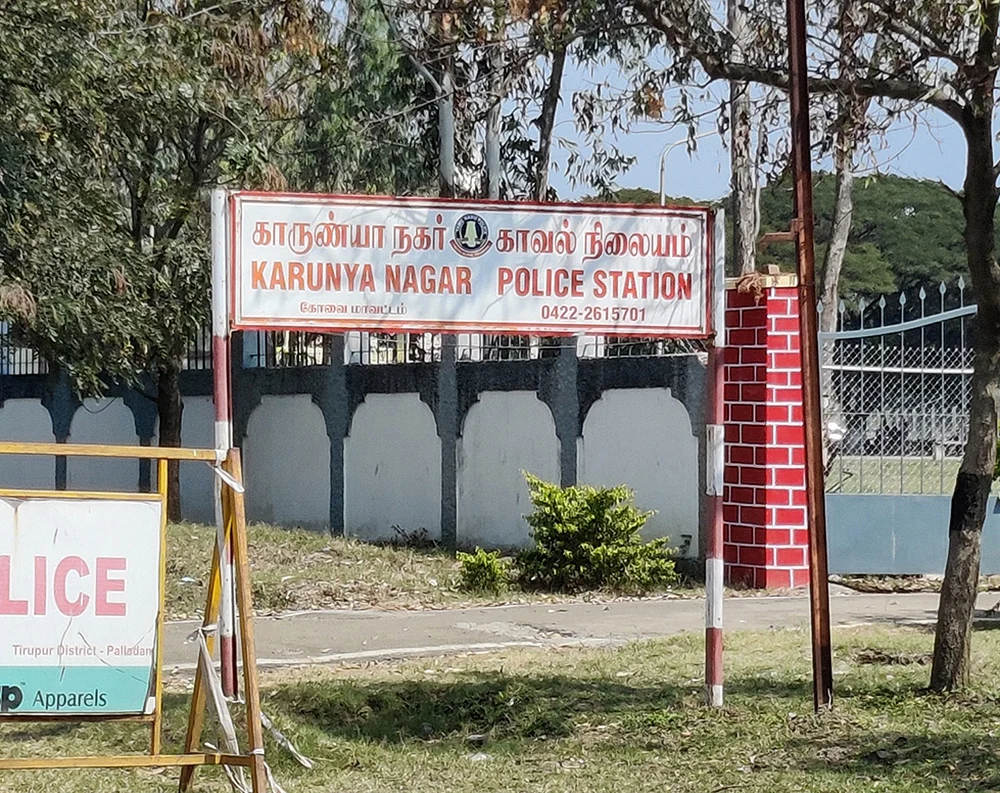 காருண்யா நகர் காவல் நிலையம்
KARUNYA NAGAR POLICE STATION
கோவை மாவட்டம் 0422-2615701
LICE
Tirupur District - Palladam
p Apparels